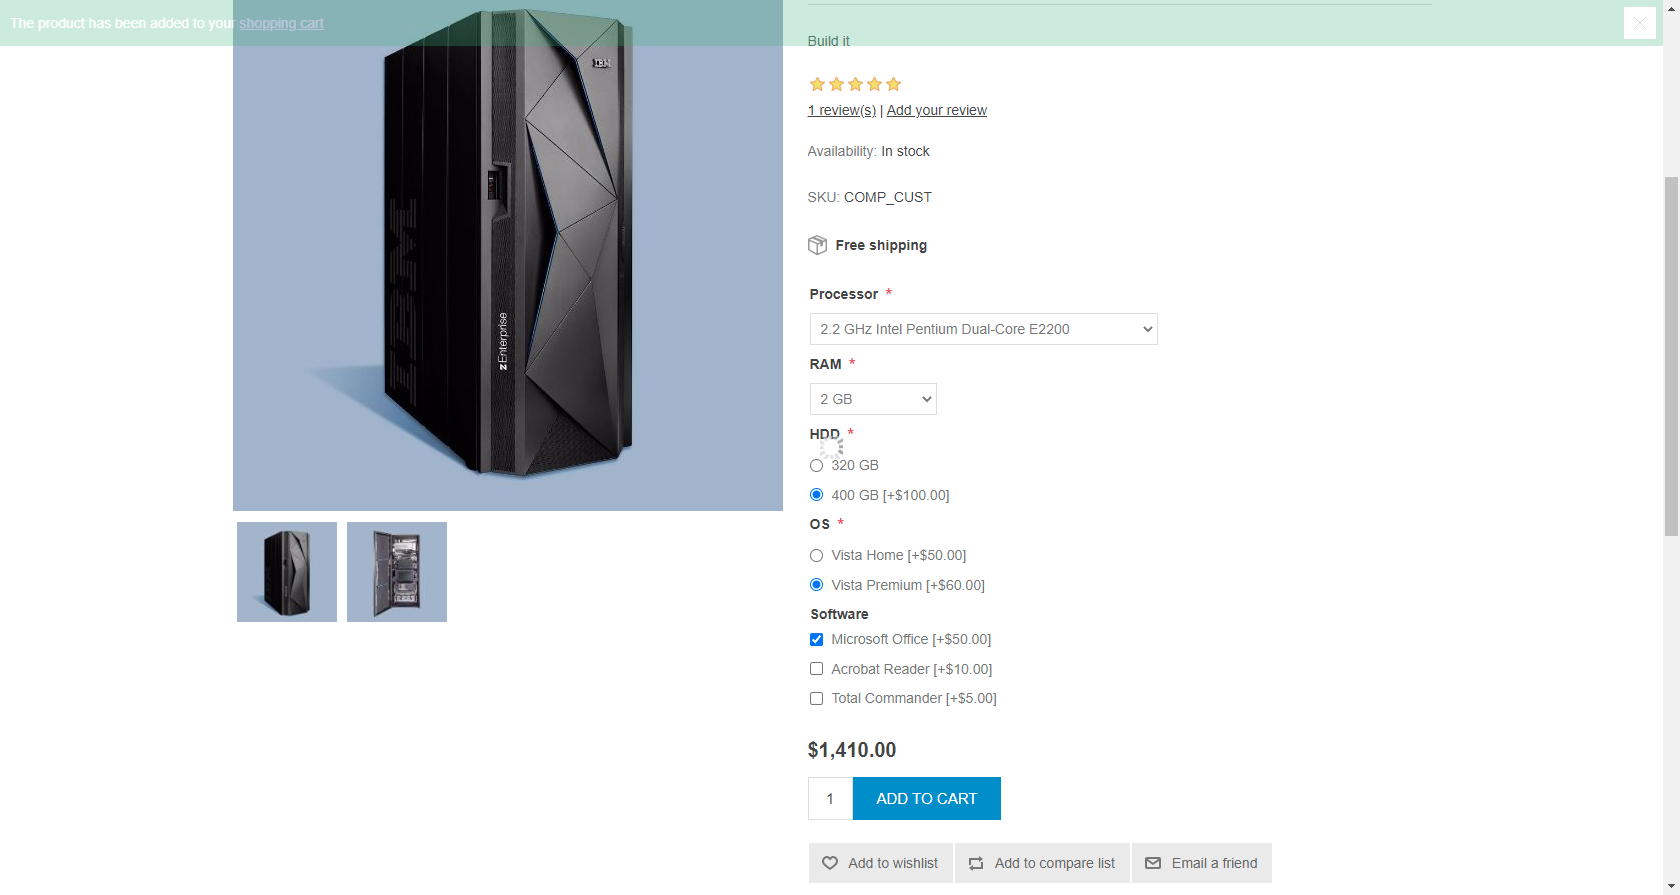 The product has been added to your shopping cart
Build it
1 review(s) | Add your review
Availability: In stock
SKU: COMP_CUST
Free shipping
Processor *
2.2 GHz Intel Pentium Dual-Core E2200
RAM *
2 GB
HDD *
320 GB
400 GB [+$100.00]
OS *
Vista Home [+$50.00]
Vista Premium [+$60.00]
Software
Microsoft Office [+$50.00]
Acrobat Reader [+$10.00]
Total Commander [+$5.00]
$1,410.00
1 ADD TO CART
Add to wishlist Add to compare list Email a friend
IBM
IBM
zEnterprise